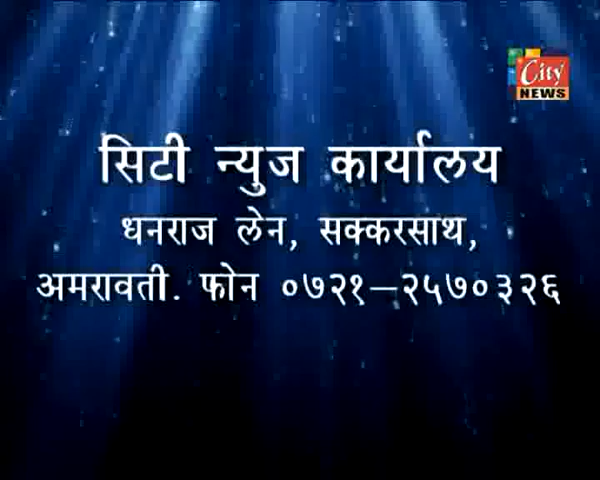 City
NEWS
सिटी न्युज कार्यालय
धनराज लेन, सक्करसाथ,
अमरावती. फोन ०७२१–२५७०३२६